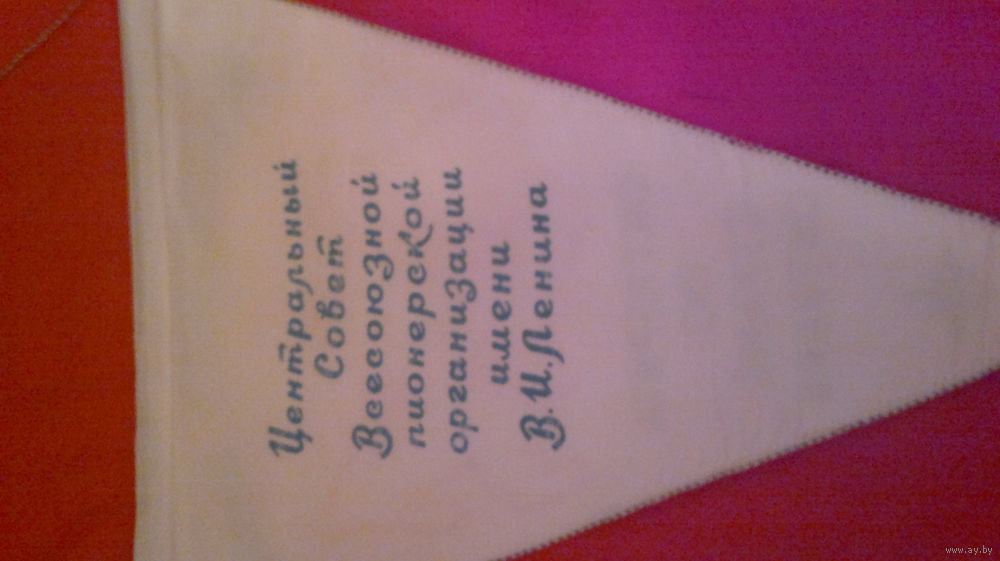 Центральный
Совет
Всесоюзной
пионерской
организации
имени
В.И.Ленина
www.ay.by